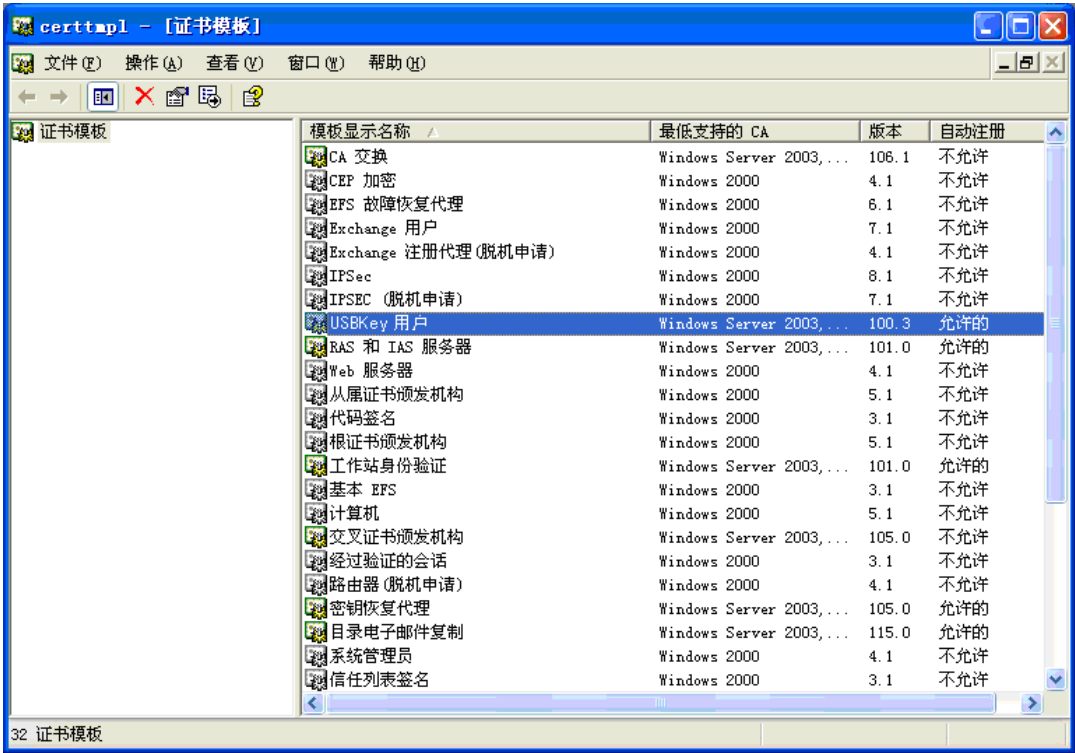 certtmpl - [证书模板]
文件(F) 操作(A) 查看(V) 窗口(W) 帮助(H)
证书模板
模板显示名称 最低支持的 CA 版本 自动注册
CA 交换 Windows Server 2003,... 106.1 不允许
CEP 加密 Windows 2000 4.1 不允许
EFS 故障恢复代理 Windows 2000 6.1 不允许
Exchange 用户 Windows 2000 7.1 不允许
Exchange 注册代理(脱机申请) Windows 2000 4.1 不允许
IPSec Windows 2000 8.1 不允许
IPSEC (脱机申请) Windows 2000 7.1 不允许
USBKey 用户 Windows Server 2003,... 100.3 允许的
RAS 和 IAS 服务器 Windows Server 2003,... 101.0 允许的
Web 服务器 Windows 2000 4.1 不允许
从属证书颁发机构 Windows 2000 5.1 不允许
代码签名 Windows 2000 3.1 不允许
根证书颁发机构 Windows 2000 5.1 不允许
工作站身份验证 Windows Server 2003,... 101.0 允许的
基本 EFS Windows 2000 3.1 不允许
计算机 Windows 2000 5.1 不允许
交叉证书颁发机构 Windows Server 2003,... 105.0 不允许
经过验证的会话 Windows 2000 3.1 不允许
路由器(脱机申请) Windows 2000 4.1 不允许
密钥恢复代理 Windows Server 2003,... 105.0 允许的
目录电子邮件复制 Windows Server 2003,... 115.0 允许的
系统管理员 Windows 2000 4.1 不允许
信任列表签名 Windows 2000 3.1 不允许
32 证书模板